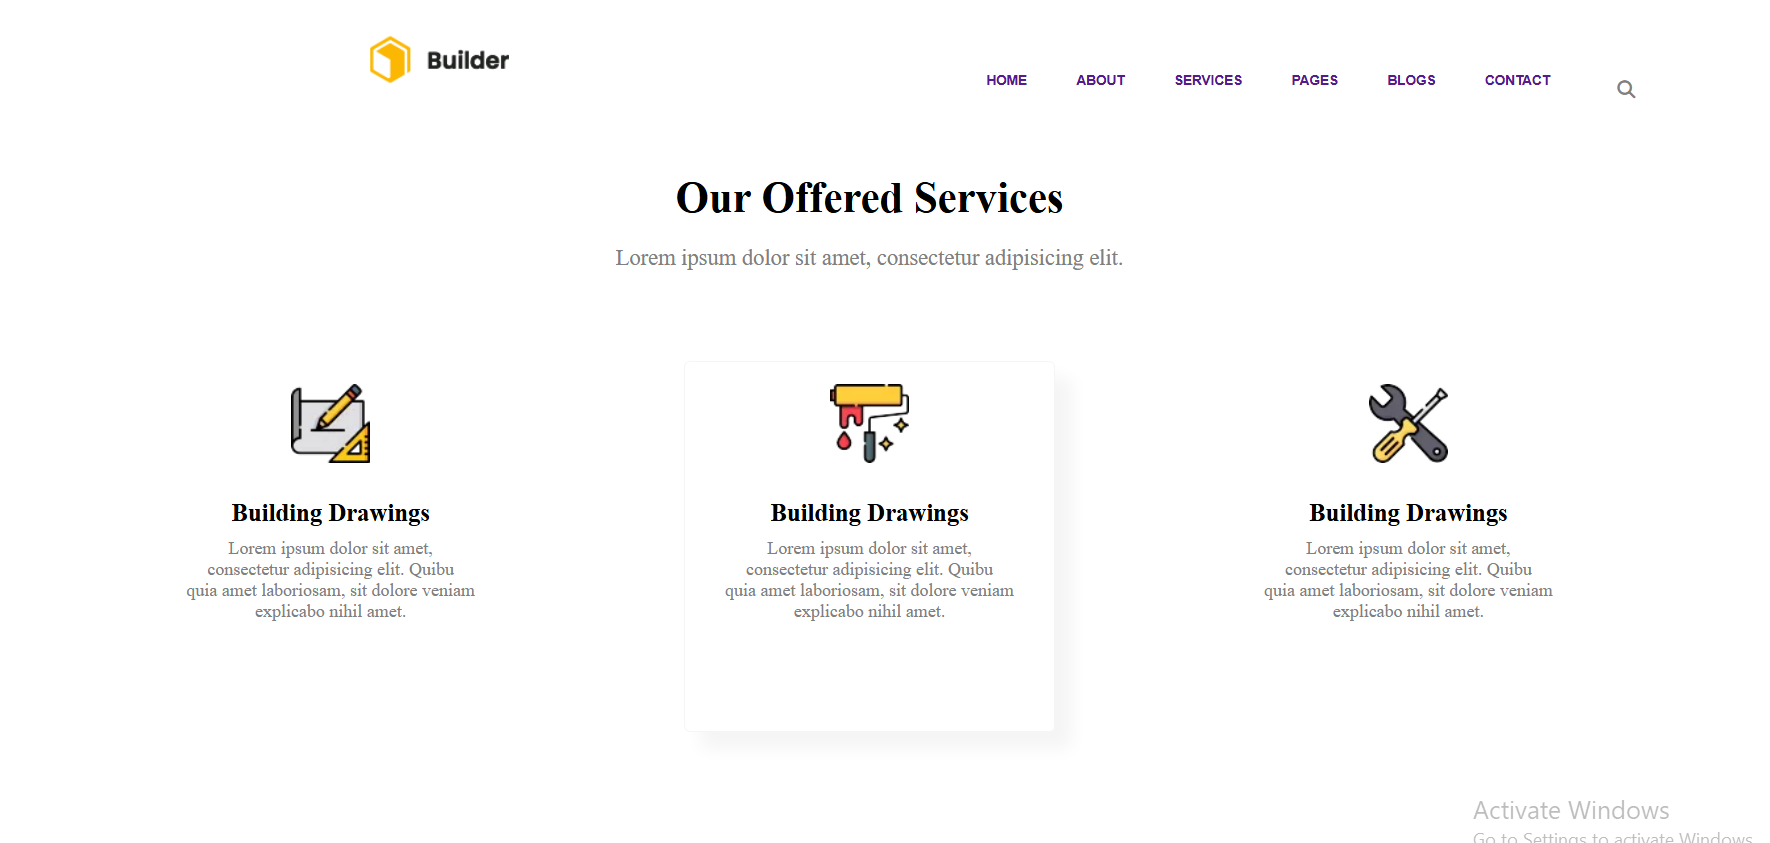 Builder
HOME ABOUT SERVICES PAGES BLOGS CONTACT
Our Offered Services
Lorem ipsum dolor sit amet, consectetur adipisicing elit.
Building Drawings
Lorem ipsum dolor sit amet,
consectetur adipisicing elit. Quibu
quia amet laboriosam, sit dolore veniam
explicabo nihil amet.
Building Drawings
Lorem ipsum dolor sit amet,
consectetur adipisicing elit. Quibu
quia amet laboriosam, sit dolore veniam
explicabo nihil amet.
Building Drawings
Lorem ipsum dolor sit amet,
consectetur adipisicing elit. Quibu
quia amet laboriosam, sit dolore veniam
explicabo nihil amet.
Activate Windows
Go to Settings to activate Windows